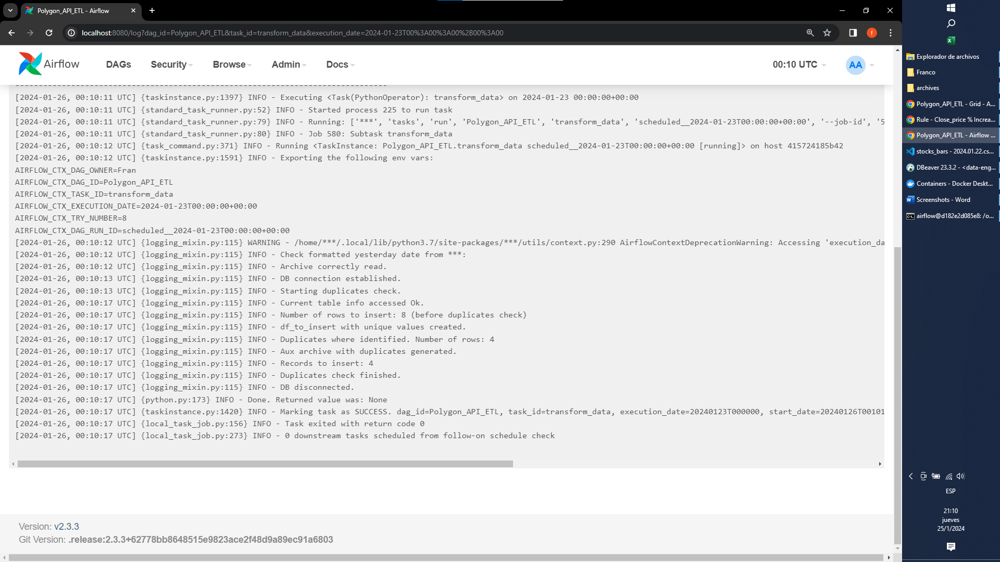 Polygon_API_ETL - Airflow
localhost:8080/log?dag_id=Polygon_API_ETL&task_id=transform_data&execution_date=2024-01-23T00%3A00%3A00%2B00%3A00
f
Airflow
DAGs
Security
Browse
Admin
Docs
00:10 UTC
AA
[2024-01-26, 00:10:11 UTC] {taskinstance.py:1397} INFO - Executing <Task(PythonOperator): transform_data> on 2024-01-23 00:00:00+00:00
[2024-01-26, 00:10:11 UTC] {standard_task_runner.py:52} INFO - Started process 225 to run task
[2024-01-26, 00:10:11 UTC] {standard_task_runner.py:79} INFO - Running: ['***', 'tasks', 'run', 'Polygon_API_ETL', 'transform_data', 'scheduled__2024-01-23T00:00:00+00:00', '--job-id', '5
[2024-01-26, 00:10:11 UTC] {standard_task_runner.py:80} INFO - Job 580: Subtask transform_data
[2024-01-26, 00:10:12 UTC] {task_command.py:371} INFO - Running <TaskInstance: Polygon_API_ETL.transform_data scheduled__2024-01-23T00:00:00+00:00 [running]> on host 415724185b42
[2024-01-26, 00:10:12 UTC] {taskinstance.py:1591} INFO - Exporting the following env vars:
AIRFLOW_CTX_DAG_OWNER=Fran
AIRFLOW_CTX_DAG_ID=Polygon_API_ETL
AIRFLOW_CTX_TASK_ID=transform_data
AIRFLOW_CTX_EXECUTION_DATE=2024-01-23T00:00:00+00:00
AIRFLOW_CTX_TRY_NUMBER=8
AIRFLOW_CTX_DAG_RUN_ID=scheduled__2024-01-23T00:00:00+00:00
[2024-01-26, 00:10:12 UTC] {logging_mixin.py:115} WARNING - /home/***/.local/lib/python3.7/site-packages/***/utils/context.py:290 AirflowContextDeprecationWarning: Accessing 'execution_da
[2024-01-26, 00:10:12 UTC] {logging_mixin.py:115} INFO - Check formatted yesterday date from ***:
[2024-01-26, 00:10:12 UTC] {logging_mixin.py:115} INFO - Archive correctly read.
[2024-01-26, 00:10:13 UTC] {logging_mixin.py:115} INFO - DB connection established.
[2024-01-26, 00:10:13 UTC] {logging_mixin.py:115} INFO - Starting duplicates check.
[2024-01-26, 00:10:17 UTC] {logging_mixin.py:115} INFO - Current table info accessed Ok.
[2024-01-26, 00:10:17 UTC] {logging_mixin.py:115} INFO - Number of rows to insert: 8 (before duplicates check)
[2024-01-26, 00:10:17 UTC] {logging_mixin.py:115} INFO - df_to_insert with unique values created.
[2024-01-26, 00:10:17 UTC] {logging_mixin.py:115} INFO - Duplicates where identified. Number of rows: 4
[2024-01-26, 00:10:17 UTC] {logging_mixin.py:115} INFO - Aux archive with duplicates generated.
[2024-01-26, 00:10:17 UTC] {logging_mixin.py:115} INFO - Records to insert: 4
[2024-01-26, 00:10:17 UTC] {logging_mixin.py:115} INFO - Duplicates check finished.
[2024-01-26, 00:10:17 UTC] {logging_mixin.py:115} INFO - DB disconnected.
[2024-01-26, 00:10:17 UTC] {python.py:173} INFO - Done. Returned value was: None
[2024-01-26, 00:10:17 UTC] {taskinstance.py:1420} INFO - Marking task as SUCCESS. dag_id=Polygon_API_ETL, task_id=transform_data, execution_date=20240123T000000, start_date=20240126T00101
[2024-01-26, 00:10:17 UTC] {local_task_job.py:156} INFO - Task exited with return code 0
[2024-01-26, 00:10:17 UTC] {local_task_job.py:273} INFO - 0 downstream tasks scheduled from follow-on schedule check
Version: v2.3.3
Git Version: .release:2.3.3+62778bb8648515e9823ace2f48d9a89ec91a6803
Explorador de archivos
Franco
archives
Polygon_API_ETL - Grid - A...
Rule - Close_price % Increa...
Polygon_API_ETL - Airflow ...
stocks_bars - 2024.01.22.cs...
DBeaver 23.3.2 - <data-eng...
Containers - Docker Deskt...
Screenshots - Word
airflow@d182e2d085e8: /o...
ESP
21:10
jueves
25/1/2024